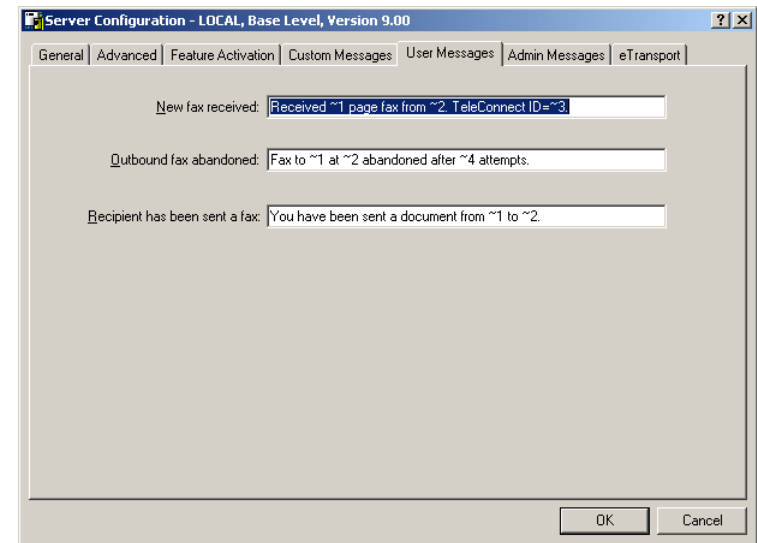 Server Configuration - LOCAL, Base Level, Version 9.00
General Advanced Feature Activation Custom Messages User Messages Admin Messages eTransport
New fax received: Received ~1 page fax from ~2. TeleConnect ID=~3.
Outbound fax abandoned: Fax to ~1 at ~2 abandoned after ~4 attempts.
Recipient has been sent a fax: You have been sent a document from ~1 to ~2.
OK Cancel